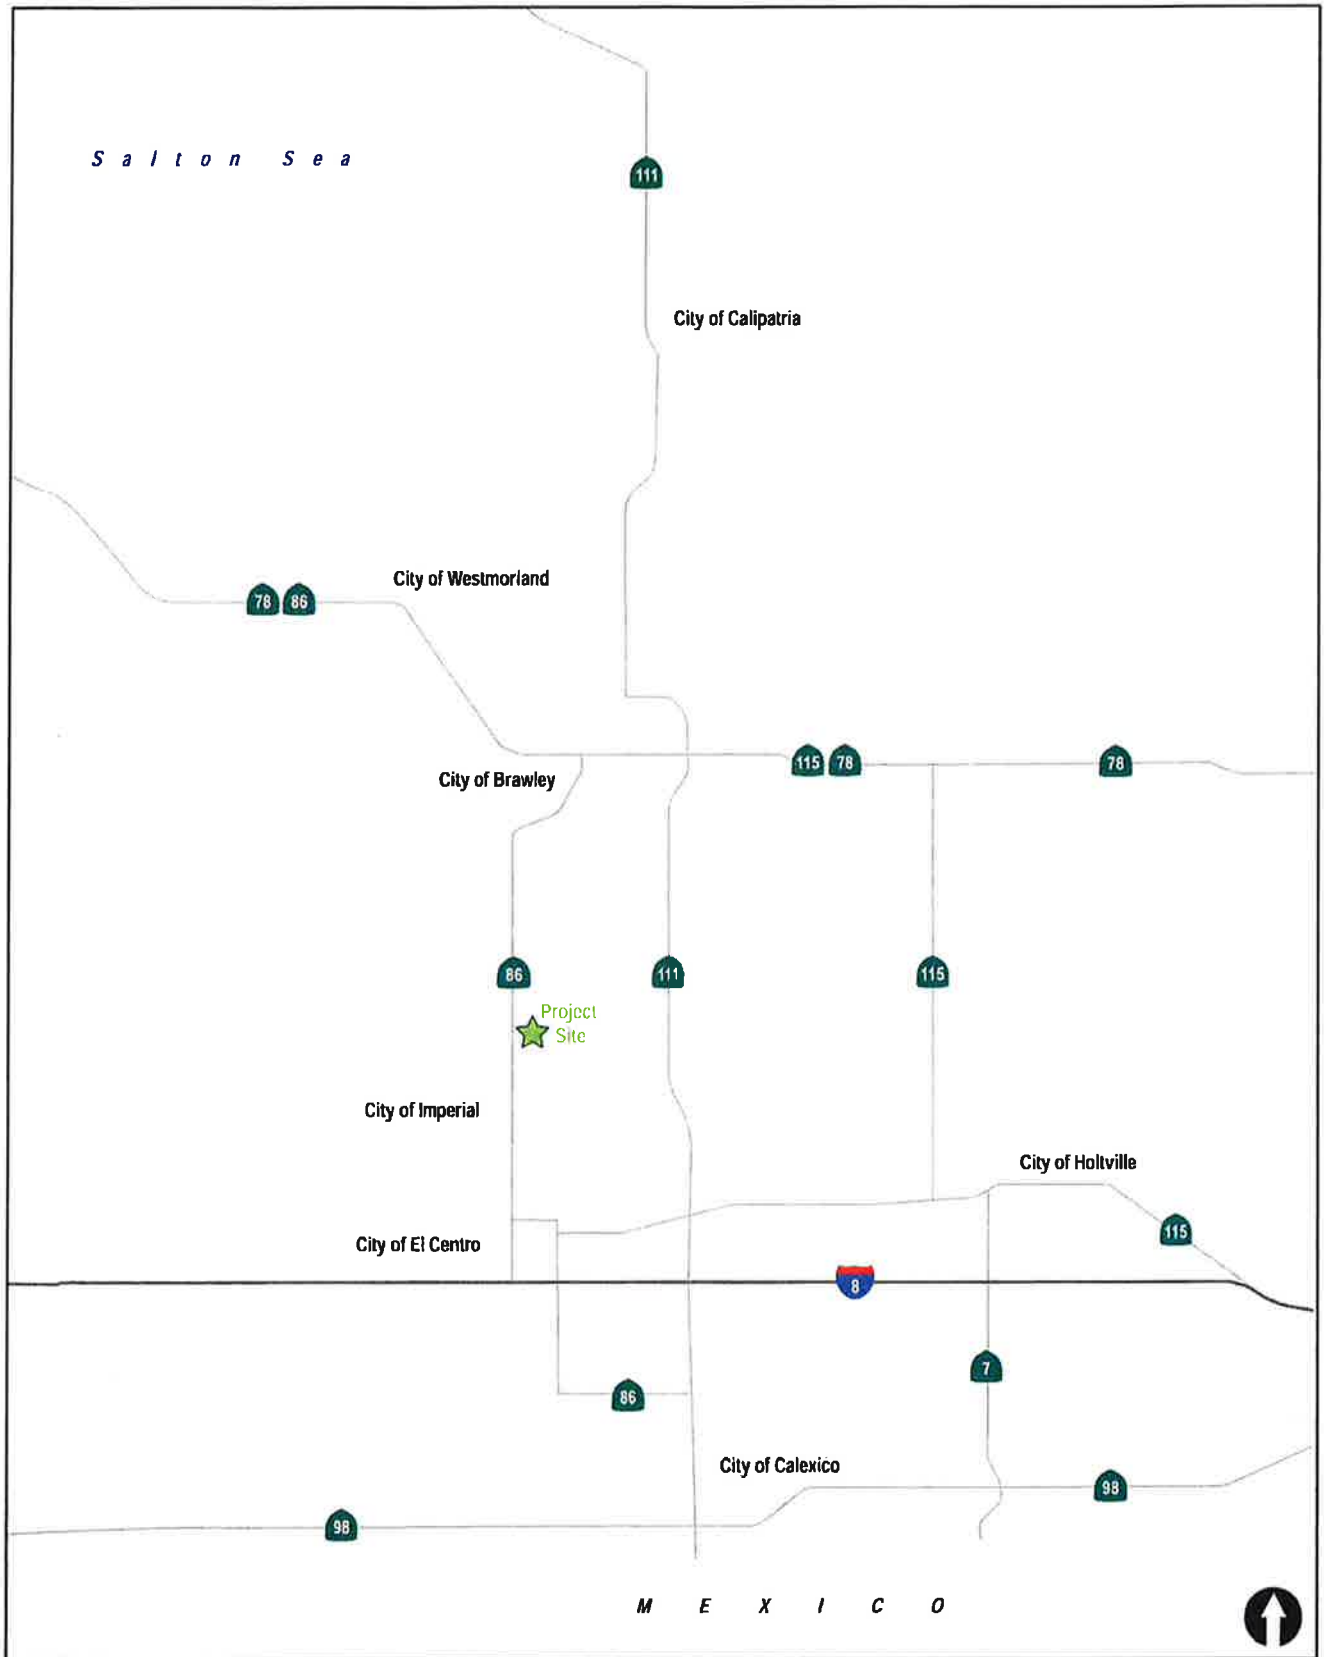 Salton Sea
111
City of Calipatria
City of Westmorland
78 86
City of Brawley
115 78
78
86
111
115
Project
Site
City of Imperial
City of Holtville
115
City of El Centro
8
7
86
City of Calexico
98
98
MEXICO